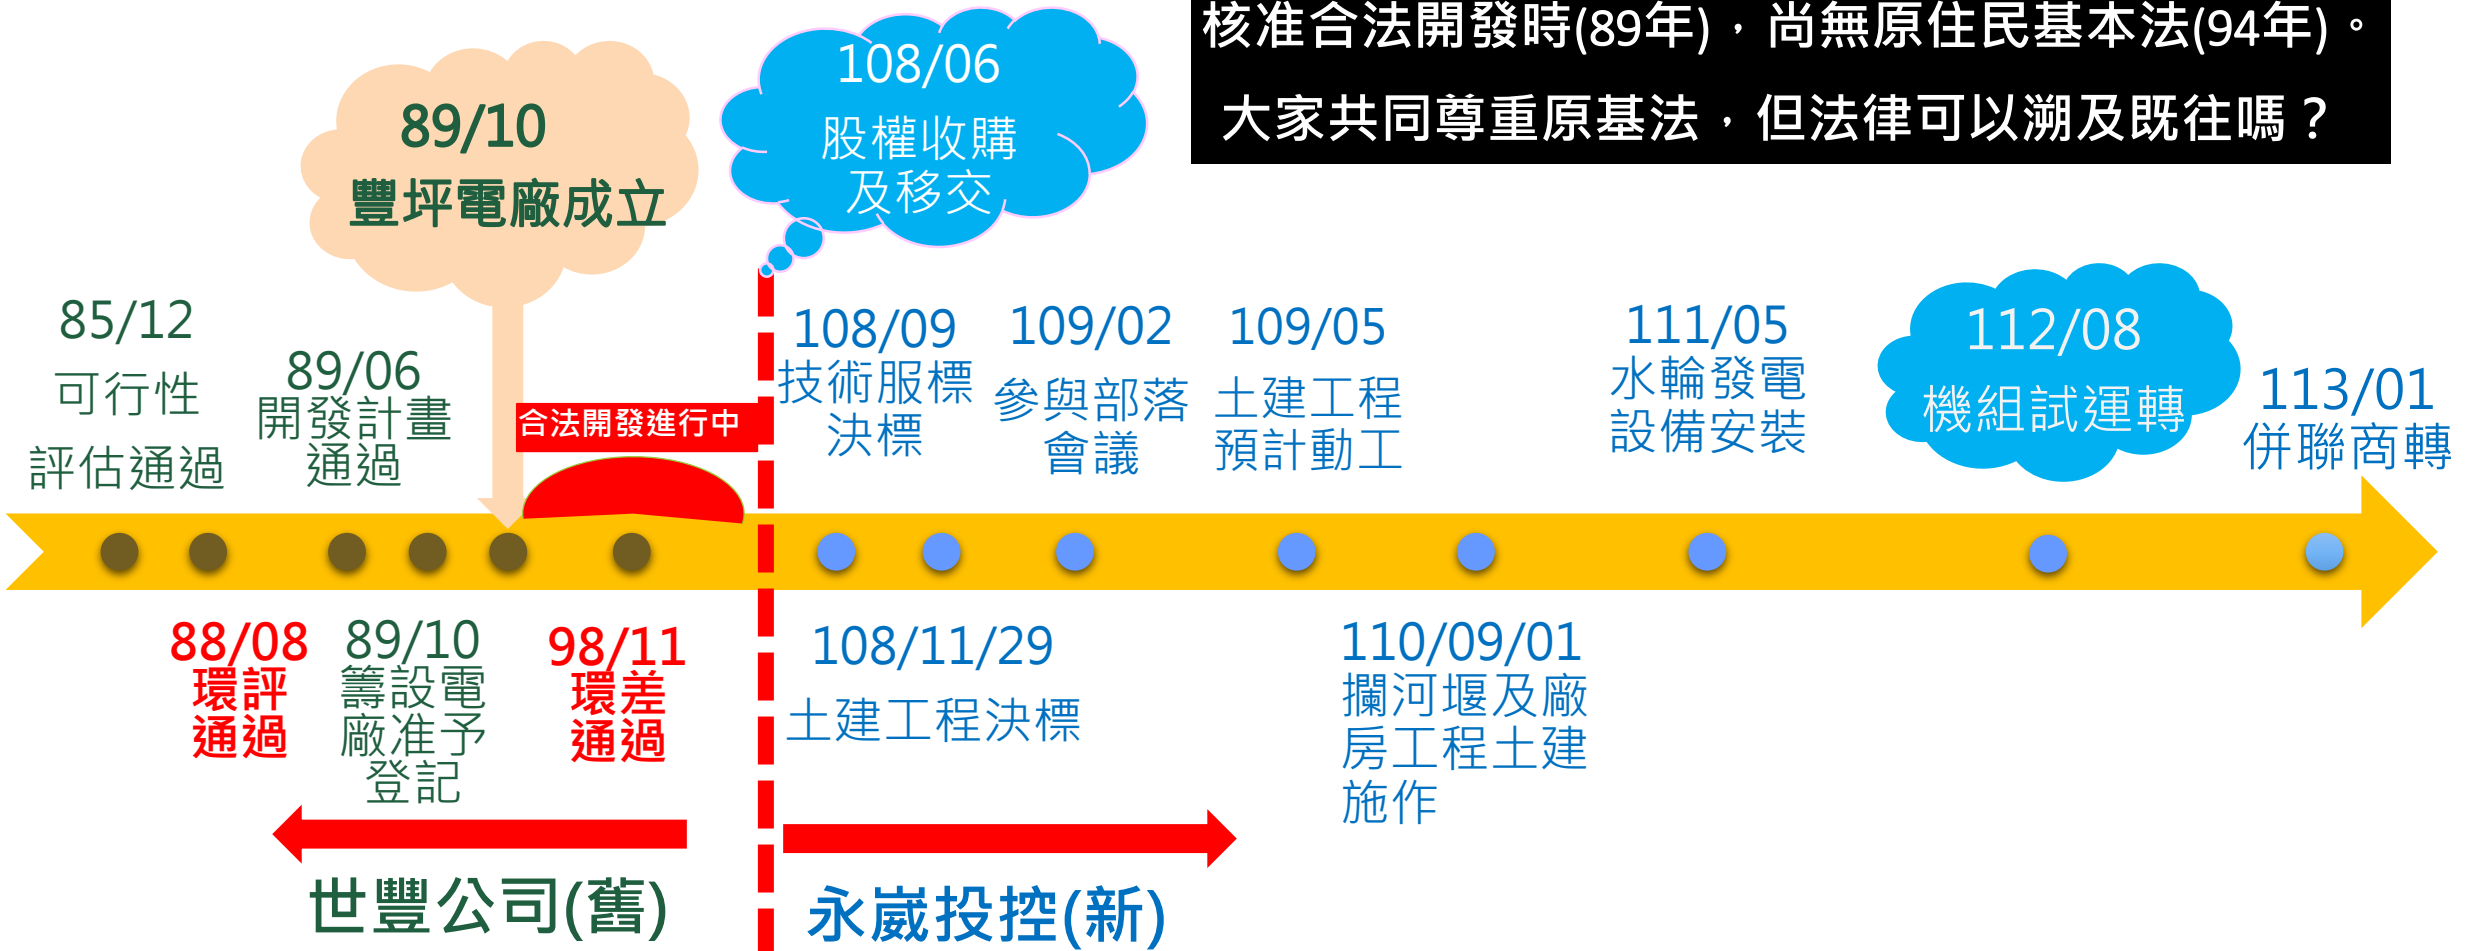 核准合法開發時(89年)，尚無原住民基本法(94年)。
大家共同尊重原基法，但法律可以溯及既往嗎？
89/10
豐坪電廠成立
108/06
股權收購
及移交
85/12
可行性
評估通過
89/06
開發計畫
通過
合法開發進行中
108/09
技術服標
決標
109/02
參與部落
會議
109/05
土建工程
預計動工
111/05
水輪發電
設備安裝
112/08
機組試運轉
113/01
併聯商轉
88/08
環評
通過
89/10
籌設電
廠准予
登記
98/11
環差
通過
108/11/29
土建工程決標
110/09/01
攔河堰及廠
房工程土建
施作
世豐公司(舊)
永崴投控(新)